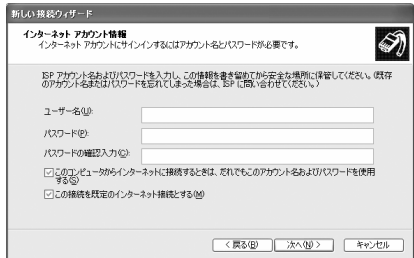 新しい接続ウィザード
インターネット アカウント情報
インターネット アカウントにサインインするにはアカウント名とパスワードが必要です。
ISP アカウント名およびパスワードを入力し、この情報を書き留めてから安全な場所に保管してください。(既存
のアカウント名またはパスワードを忘れてしまった場合は、ISP に問い合わせてください。)
ユーザー名(U):
パスワード(P):
パスワードの確認入力(C):
このコンピュータからインターネットに接続するときは、だれでもこのアカウント名およびパスワードを使用
する(S)
この接続を既定のインターネット接続とする(M)
< 戻る(B)
次へ(N) >
キャンセル